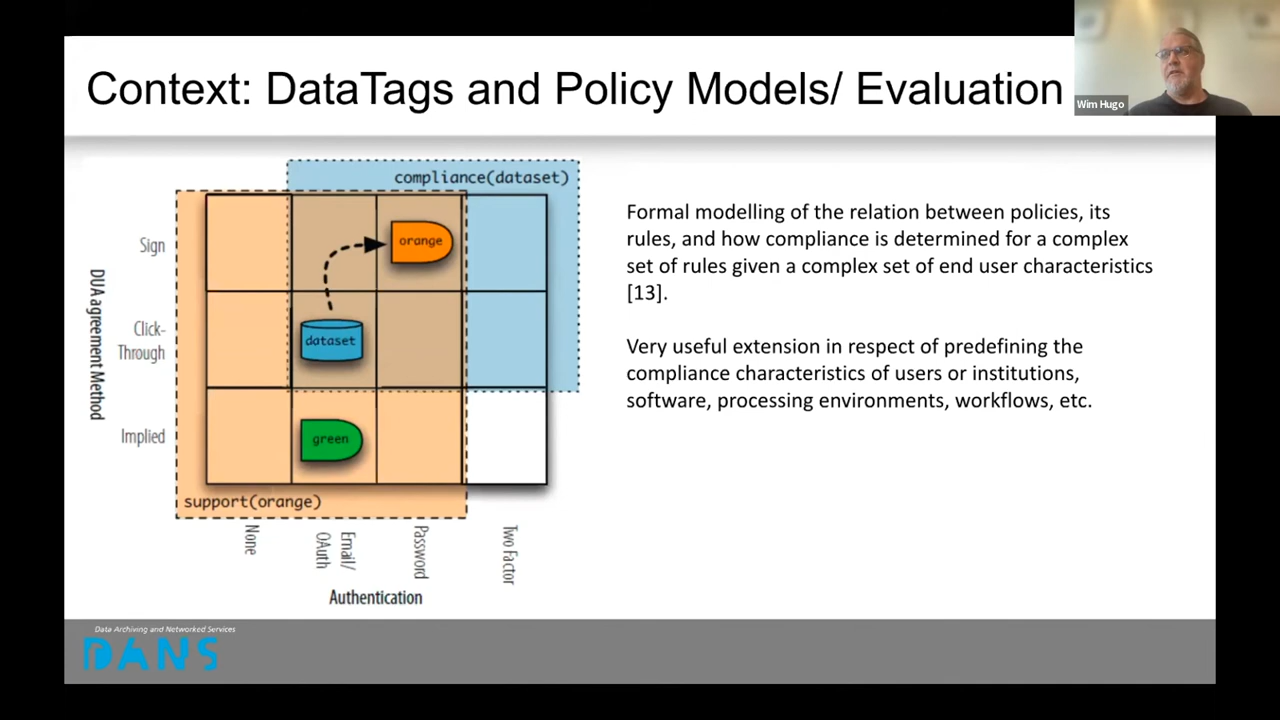 Context: DataTags and Policy Models/ Evaluation
Wim Hugo
compliance(dataset)
Sign
orange
DUA agreement Method
Click-
Through
dataset
Implied
green
support(orange)
None
Email/
OAuth
Password
Two Factor
Authentication
Formal modelling of the relation between policies, its
rules, and how compliance is determined for a complex
set of rules given a complex set of end user characteristics
[13].
Very useful extension in respect of predefining the
compliance characteristics of users or institutions,
software, processing environments, workflows, etc.
Data Archiving and Networked Services
DANS